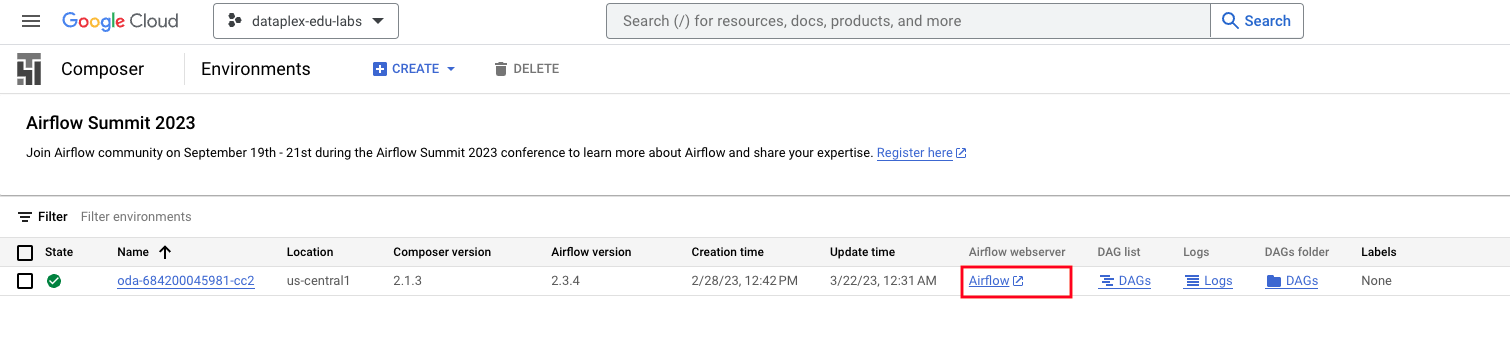 Google Cloud dataplex-edu-labs Search (/) for resources, docs, products, and more Search
Composer Environments CREATE DELETE
Airflow Summit 2023
Join Airflow community on September 19th - 21st during the Airflow Summit 2023 conference to learn more about Airflow and share your expertise. Register here
Filter Filter environments
State Name Location Composer version Airflow version Creation time Update time Airflow webserver DAG list Logs DAGs folder Labels
oda-684200045981-cc2 us-central1 2.1.3 2.3.4 2/28/23, 12:42 PM 3/22/23, 12:31 AM Airflow DAGs Logs DAGs None